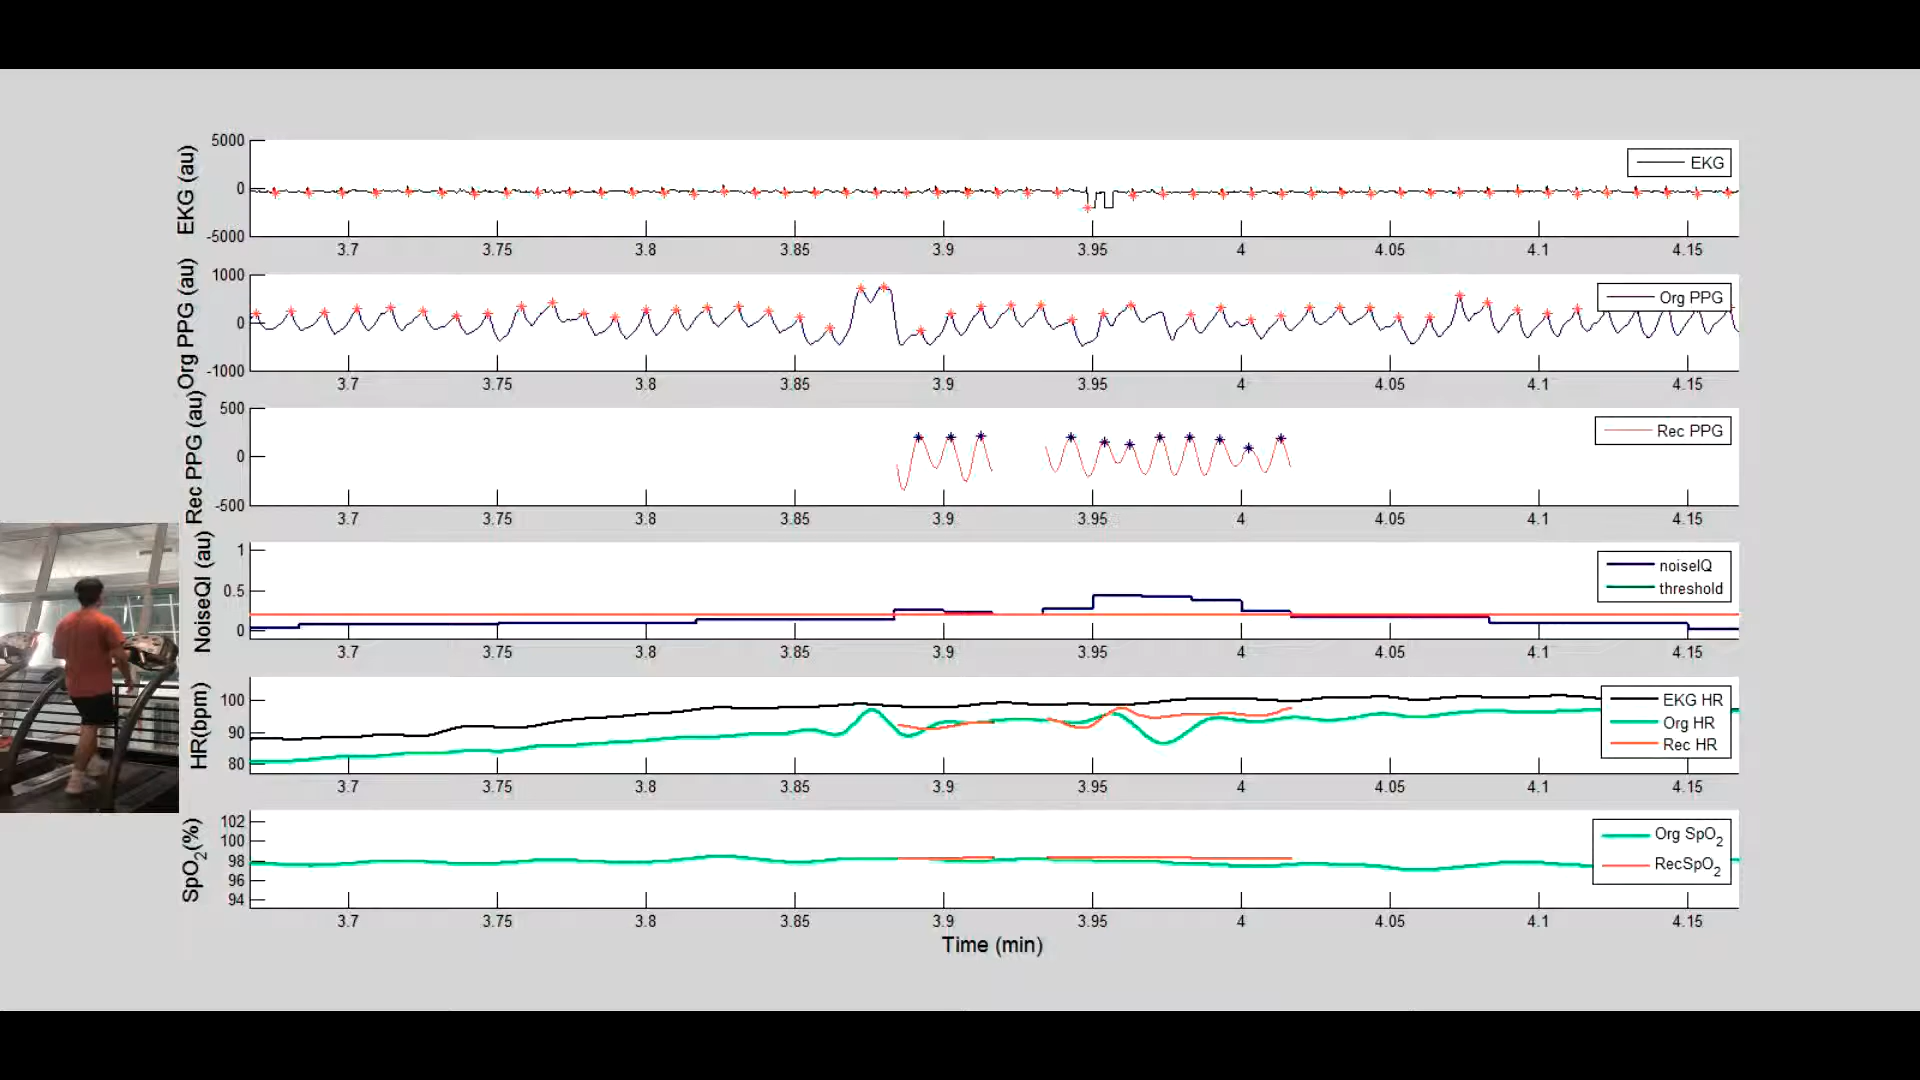 EKG (au)
5000
0
-5000
EKG
3.7 3.75 3.8 3.85 3.9 3.95 4 4.05 4.1 4.15
Org PPG (au)
1000
0
-1000
Org PPG
3.7 3.75 3.8 3.85 3.9 3.95 4 4.05 4.1 4.15
Rec PPG (au)
500
0
-500
Rec PPG
3.7 3.75 3.8 3.85 3.9 3.95 4 4.05 4.1 4.15
NoiseQI (au)
1
0.5
0
noiseIQ
threshold
3.7 3.75 3.8 3.85 3.9 3.95 4 4.05 4.1 4.15
HR(bpm)
100
90
80
EKG HR
Org HR
Rec HR
3.7 3.75 3.8 3.85 3.9 3.95 4 4.05 4.1 4.15
SpO2(%)
102
100
98
96
94
Org SpO2
RecSpO2
3.7 3.75 3.8 3.85 3.9 3.95 4 4.05 4.1 4.15
Time (min)